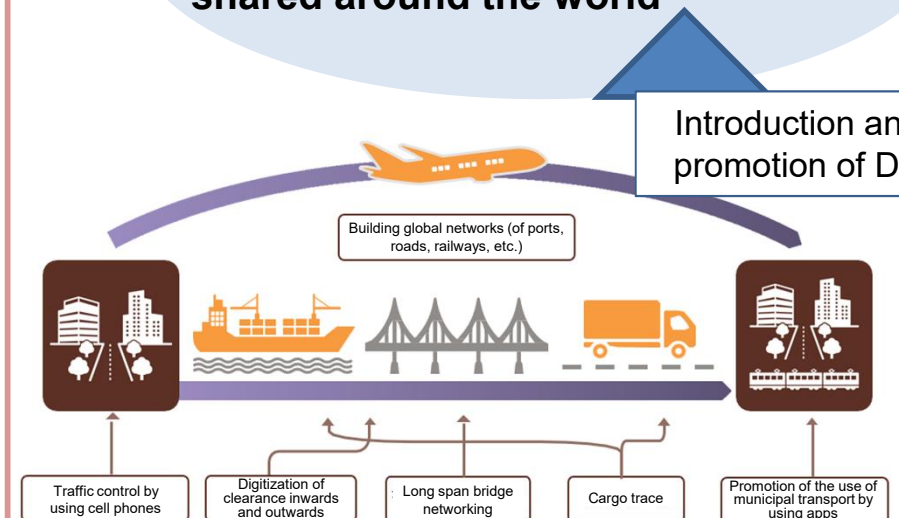 shared around the world
Introduction an
promotion of D
Building global networks (of ports,
roads, railways, etc.)
Traffic control by
using cell phones
Digitization of
clearance inwards
and outwards
Long span bridge
networking
Cargo trace
Promotion of the use of
municipal transport by
using apps